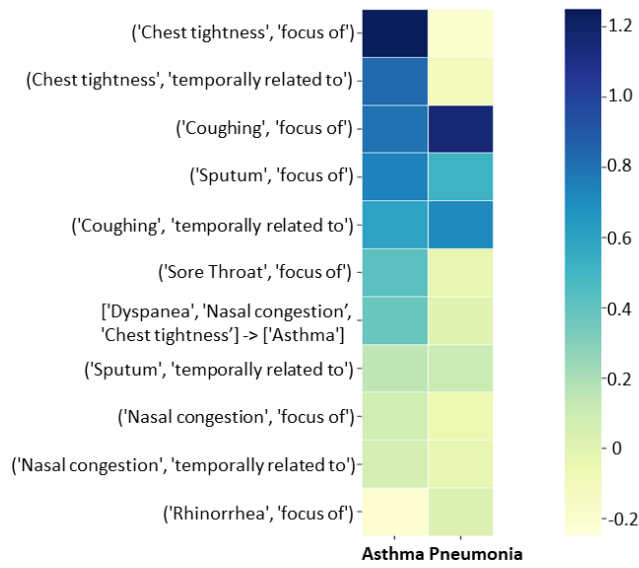 ('Chest tightness', 'focus of')
(Chest tightness', 'temporally related to')
('Coughing', 'focus of')
('Sputum', 'focus of')
('Coughing', 'temporally related to')
('Sore Throat', 'focus of')
['Dyspanea', 'Nasal congestion’,
'Chest tightness’] -> ['Asthma']
('Sputum', 'temporally related to')
('Nasal congestion', 'focus of')
('Nasal congestion', 'temporally related to')
('Rhinorrhea', 'focus of')
Asthma Pneumonia
1.2
1.0
0.8
0.6
0.4
0.2
0
-0.2